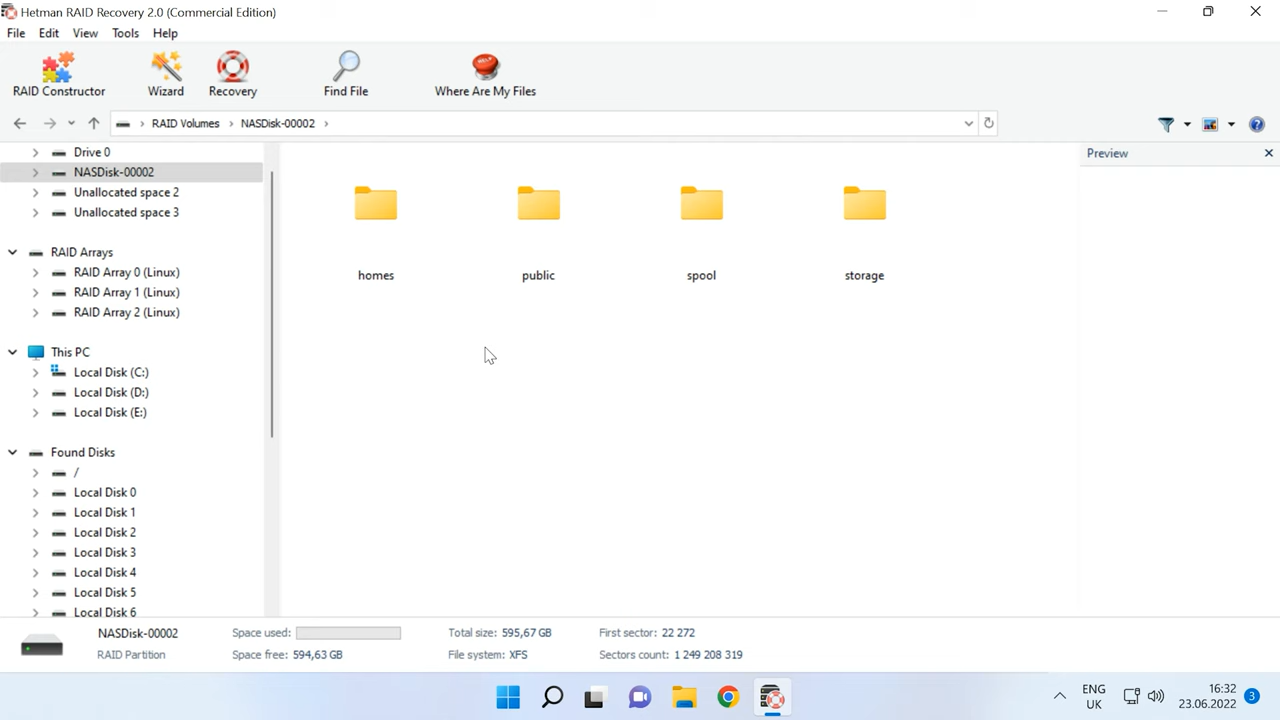 Hetman RAID Recovery 2.0 (Commercial Edition)
File Edit View Tools Help
RAID Constructor Wizard Recovery Find File HELP Where Are My Files
RAID Volumes NASDisk-00002
Preview
Drive 0
NASDisk-00002
Unallocated space 2
Unallocated space 3
RAID Arrays
RAID Array 0 (Linux)
RAID Array 1 (Linux)
RAID Array 2 (Linux)
This PC
Local Disk (C:)
Local Disk (D:)
Local Disk (E:)
Found Disks
/
Local Disk 0
Local Disk 1
Local Disk 2
Local Disk 3
Local Disk 4
Local Disk 5
Local Disk 6
homes public spool storage
NASDisk-00002 Space used: Total size: 595,67 GB First sector: 22 272
RAID Partition Space free: 594,63 GB File system: XFS Sectors count: 1 249 208 319
ENG 16:32
UK 23.06.2022 3